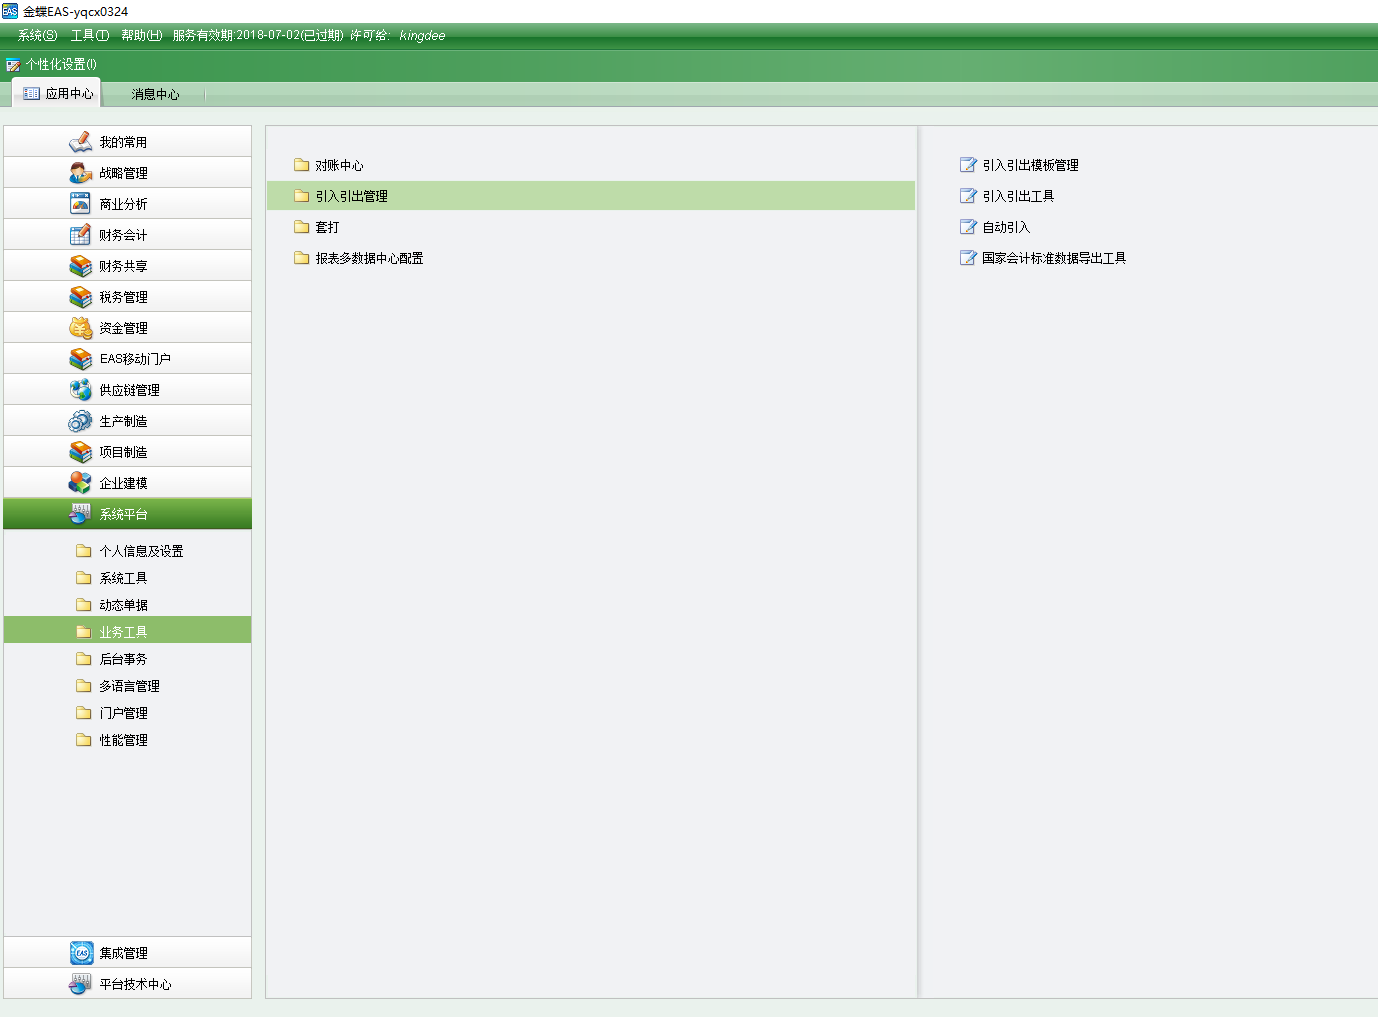 金蝶EAS-yqcx0324
系统(S) 工具(T) 帮助(H) 服务有效期:2018-07-02(已过期) 许可给: kingdee
个性化设置(I)
应用中心 消息中心
我的常用
战略管理
商业分析
财务会计
财务共享
税务管理
资金管理
EAS移动门户
供应链管理
生产制造
项目制造
企业建模
系统平台
个人信息及设置
系统工具
动态单据
业务工具
后台事务
多语言管理
门户管理
性能管理
集成管理
平台技术中心
对账中心
引入引出管理
套打
报表多数据中心配置
引入引出模板管理
引入引出工具
自动引入
国家会计标准数据导出工具